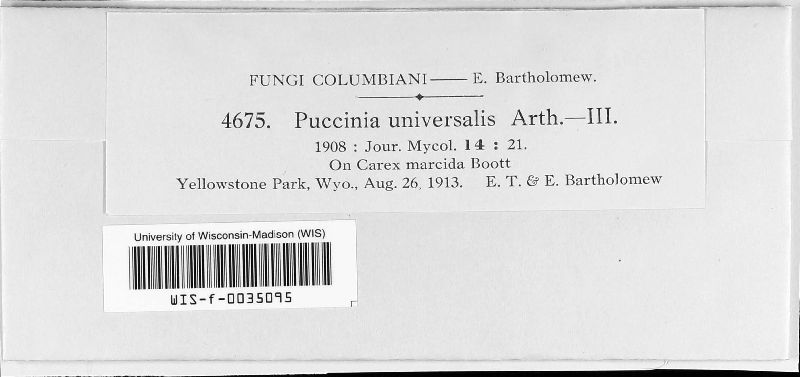 FUNGI COLUMBIANI—— E. Bartholomew.
4675. Puccinia universalis Arth.—III.
1908 : Jour. Mycol. 14 : 21.
On Carex marcida Boott
Yellowstone Park, Wyo., Aug. 26, 1913. E. T. & E. Bartholomew
University of Wisconsin-Madison (WIS)
WIS-f-0035095